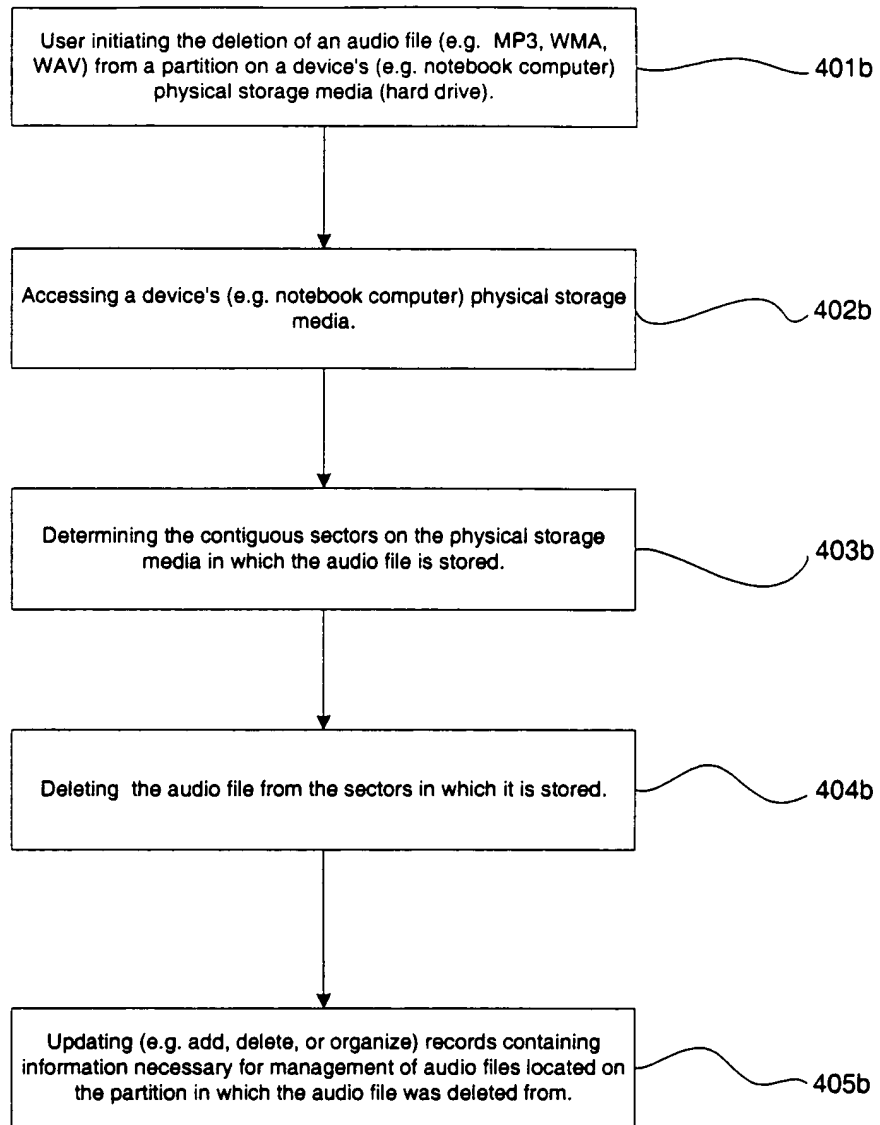 User initiating the deletion of an audio file (e.g. MP3, WMA,
WAV) from a partition on a device's (e.g. notebook computer)
physical storage media (hard drive).
401b
Accessing a device's (e.g. notebook computer) physical storage
media.
402b
Determining the contiguous sectors on the physical storage
media in which the audio file is stored.
403b
Deleting the audio file from the sectors in which it is stored.
404b
Updating (e.g. add, delete, or organize) records containing
information necessary for management of audio files located on
the partition in which the audio file was deleted from.
405b